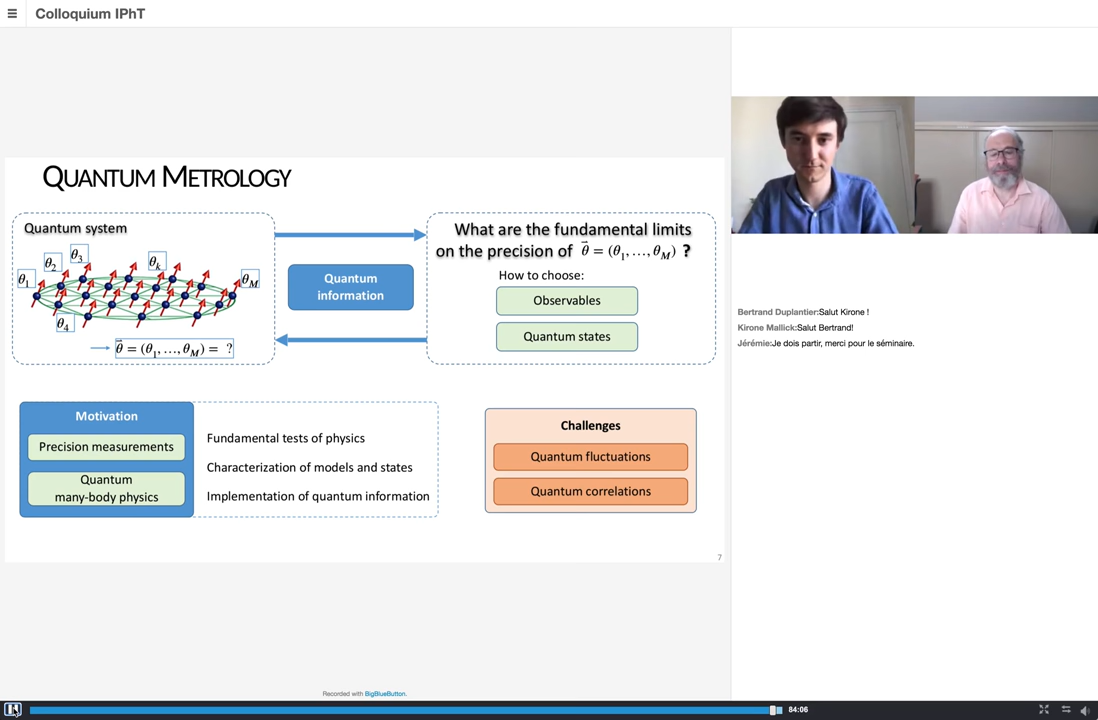 Colloquium IPhT
QUANTUM METROLOGY
Quantum system
θ1
θ2
θ3
θ4
θk
θM
θ⃗ = (θ1,…,θM) = ?
Quantum
information
What are the fundamental limits
on the precision of θ⃗ = (θ1,…,θM) ?
How to choose:
Observables
Quantum states
Motivation
Precision measurements
Quantum
many-body physics
Fundamental tests of physics
Characterization of models and states
Implementation of quantum information
Challenges
Quantum fluctuations
Quantum correlations
7
Bertrand Duplantier:Salut Kirone !
Kirone Mallick:Salut Bertrand!
Jérémie:Je dois partir, merci pour le séminaire.
Recorded with BigBlueButton.
84:06